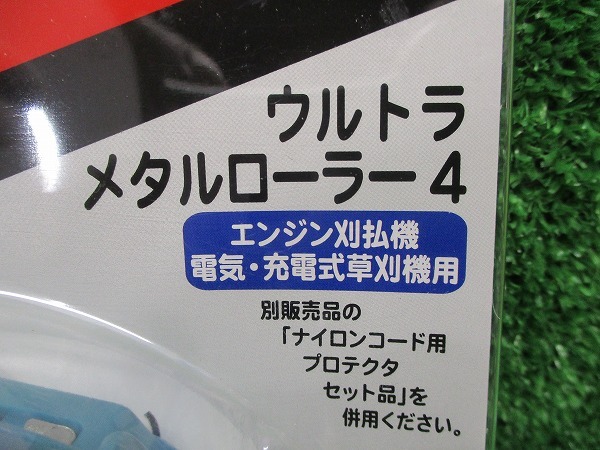 ウルトラ
メタルローラー4
エンジン刈払機
電気・充電式草刈機用
別販売品の
「ナイロンコード用
プロテクタ
セット品」を
併用ください。